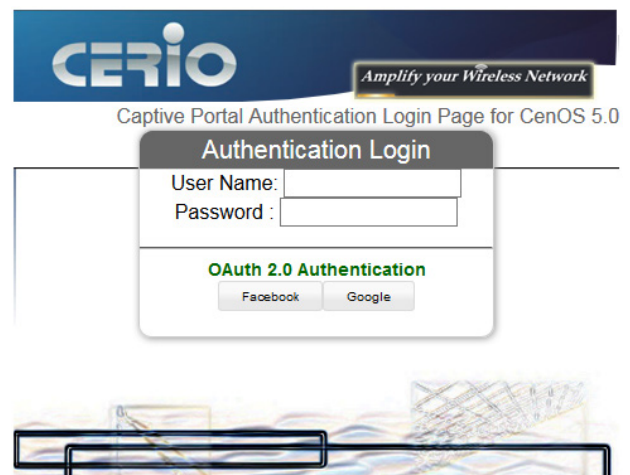 CERIO
Amplify your Wireless Network
Captive Portal Authentication Login Page for CenOS 5.0
Authentication Login
User Name:
Password :
OAuth 2.0 Authentication
Facebook Google